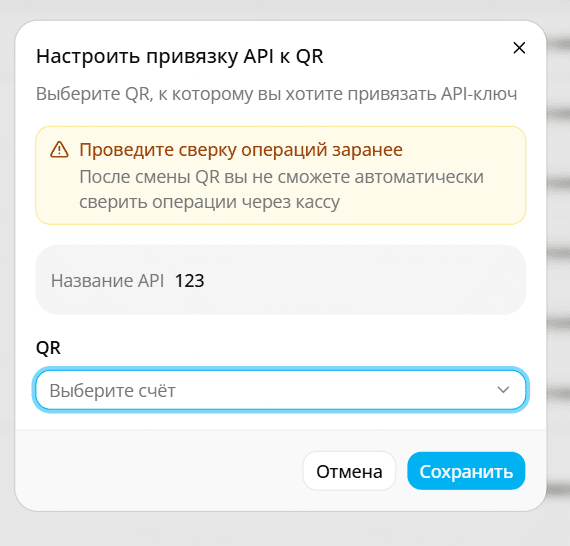 Настроить привязку API к QR
Выберите QR, к которому вы хотите привязать API-ключ
Проведите сверку операций заранее
После смены QR вы не сможете автоматически
сверить операции через кассу
Название API 123
QR
Выберите счёт
Отмена
Сохранить